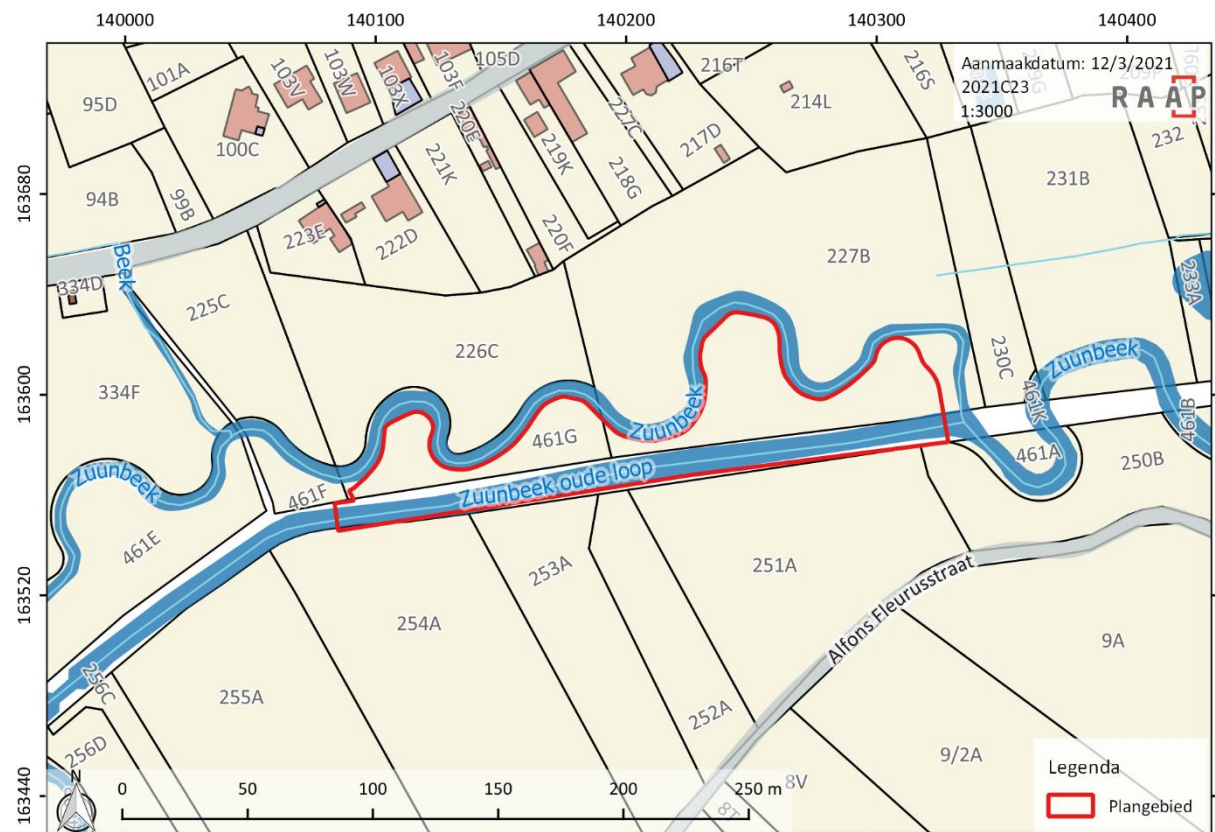 140000
140100
140200
140300
140400
Aanmaakdatum: 12/3/2021
2021C23
1:3000
RAAP
101A
95D
103V
103W
103X
103F
105D
216T
214L
216S
232
100C
220E
219K
227C
217D
221K
218G
231B
94B
99B
223E
222D
220F
227B
233A
Beek
334D
225C
226C
230C
334F
Zuunbeek
461K
461B
461G
Zuunbeek
461A
250B
Zuunbeek
461F
Zuunbeek oude loop
461E
253A
251A
254A
Alfons Fleurusstraat
9A
256C
255A
252A
256D
9/2A
8V
8T
163680
163600
163520
163440
N
0
50
100
150
200
250 m
Legenda
Plangebied